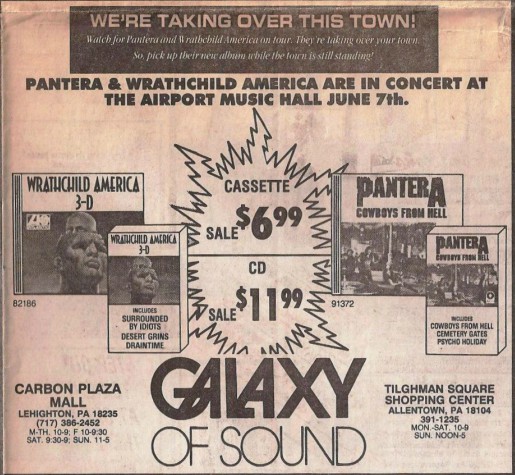 WE'RE TAKING OVER THIS TOWN!
Watch for Pantera and Wrathchild America on tour. They're taking over your town.
So, pick up their new album while the town is still standing!
PANTERA & WRATHCHILD AMERICA ARE IN CONCERT AT
THE AIRPORT MUSIC HALL JUNE 7th.
WRATHCHILD AMERICA
3-D
WRATHCHILD AMERICA
3-D
INCLUDES
SURROUNDED
BY IDIOTS
DESERT GRINS
DRAINTIME
82186
CASSETTE
SALE $6.99
CD
SALE $11.99
PANTERA
COWBOYS FROM HELL
PANTERA
COWBOYS FROM HELL
INCLUDES
COWBOYS FROM HELL
CEMETERY GATES
PSYCHO HOLIDAY
91372
CARBON PLAZA
MALL
LEHIGHTON, PA 18235
(717) 386-2452
M-TH. 10-9; F. 10-9:30
SAT. 9:30-9; SUN. 11-5
GALAXY
OF SOUND
TILGHMAN SQUARE
SHOPPING CENTER
ALLENTOWN, PA 18104
391-1235
MON.-SAT. 10-9
SUN. NOON-5